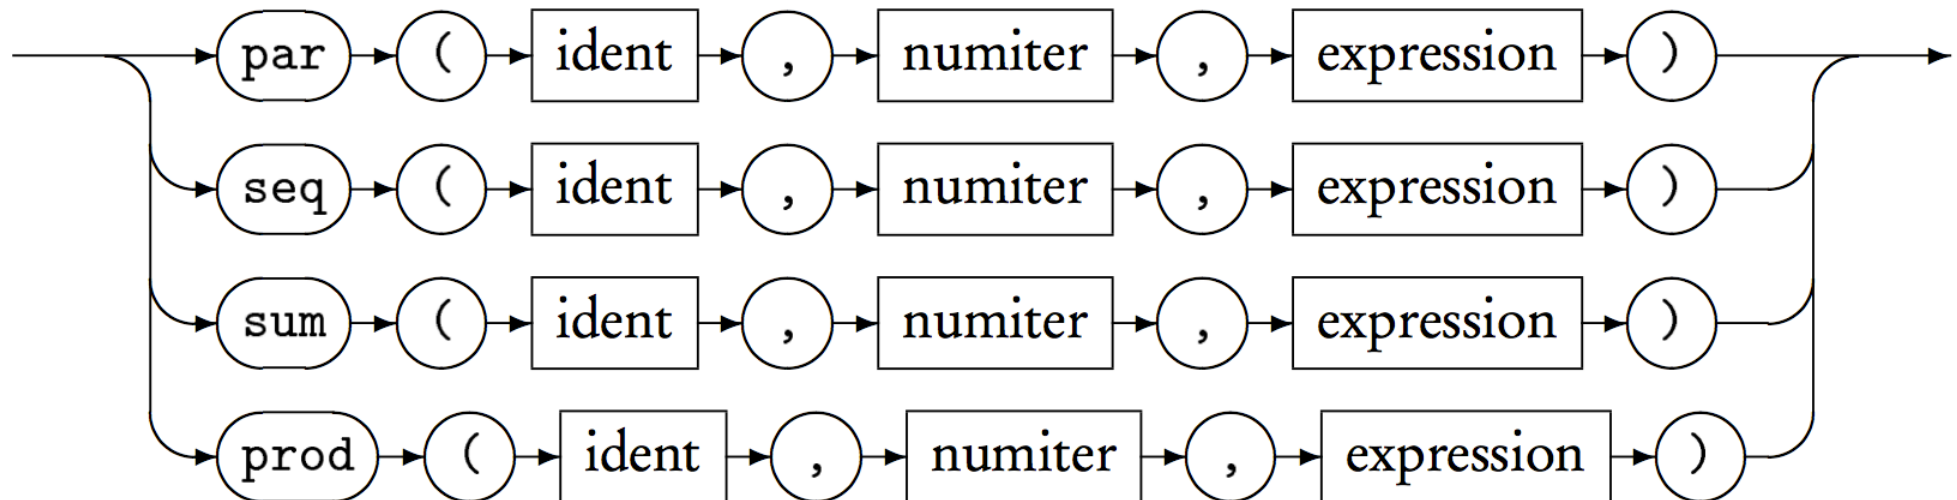 par ( ident , numiter , expression )
seq ( ident , numiter , expression )
sum ( ident , numiter , expression )
prod ( ident , numiter , expression )